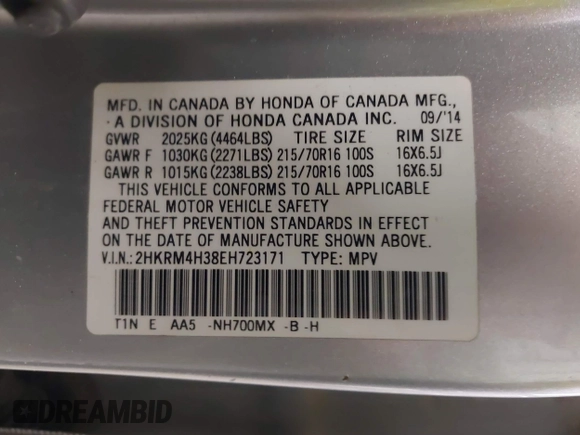 MFD. IN CANADA BY HONDA OF CANADA MFG.,
A DIVISION OF HONDA CANADA INC. 09/'14
GVWR 2025KG (4464LBS) TIRE SIZE RIM SIZE
GAWR F 1030KG (2271LBS) 215/70R16 100S 16X6.5J
GAWR R 1015KG (2238LBS) 215/70R16 100S 16X6.5J
THIS VEHICLE CONFORMS TO ALL APPLICABLE
FEDERAL MOTOR VEHICLE SAFETY
AND THEFT PREVENTION STANDARDS IN EFFECT
ON THE DATE OF MANUFACTURE SHOWN ABOVE.
V.I.N.: 2HKRM4H38EH723171 TYPE: MPV
T1N E AA5 -NH700MX -B -H
DREAMBID